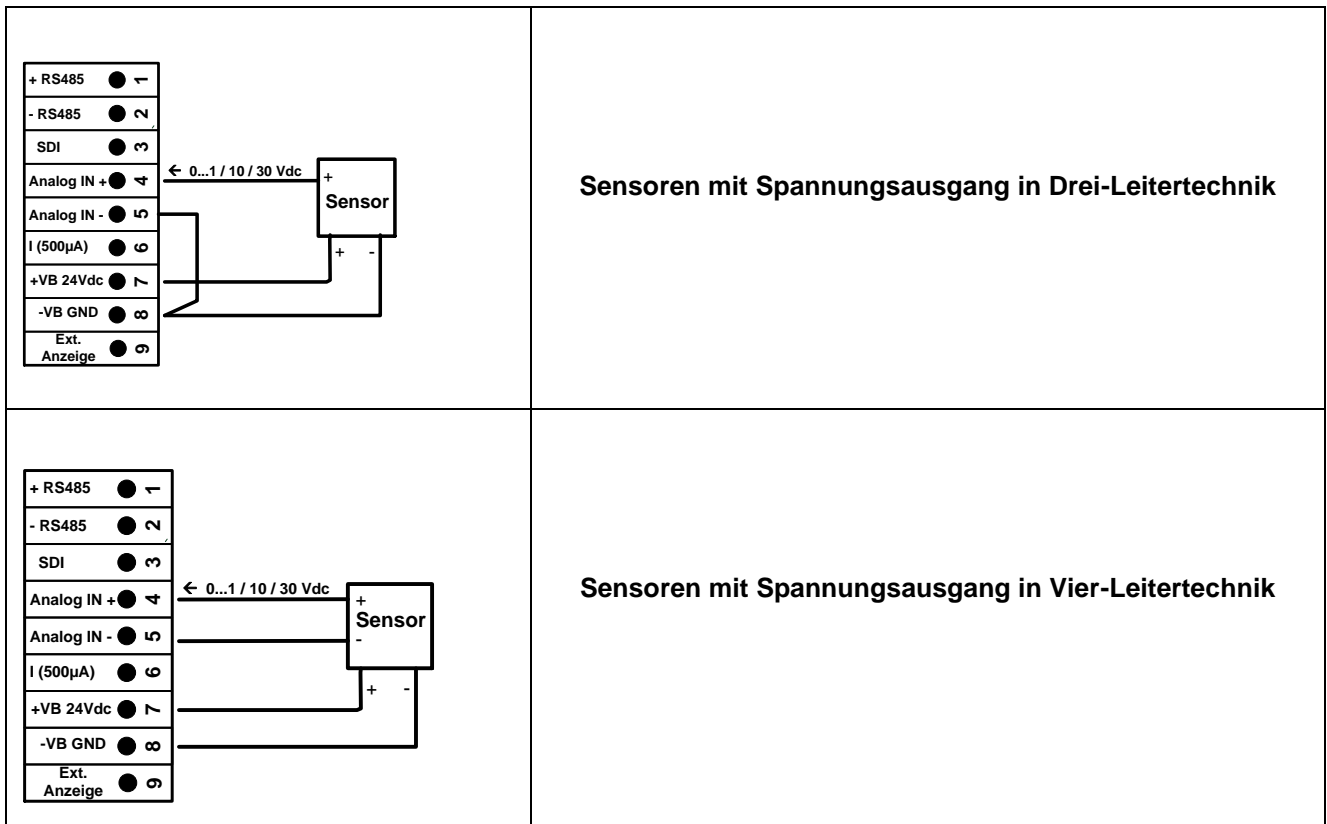 + RS485 1
- RS485 2
SDI 3
Analog IN + 4
Analog IN - 5
I (500µA) 6
+VB 24Vdc 7
-VB GND 8
Ext.
Anzeige 9
← 0...1 / 10 / 30 Vdc
+
Sensor
+ -
Sensoren mit Spannungsausgang in Drei-Leitertechnik
+ RS485 1
- RS485 2
SDI 3
Analog IN + 4
Analog IN - 5
I (500µA) 6
+VB 24Vdc 7
-VB GND 8
Ext.
Anzeige 9
← 0...1 / 10 / 30 Vdc
+
Sensor
-
+ -
Sensoren mit Spannungsausgang in Vier-Leitertechnik